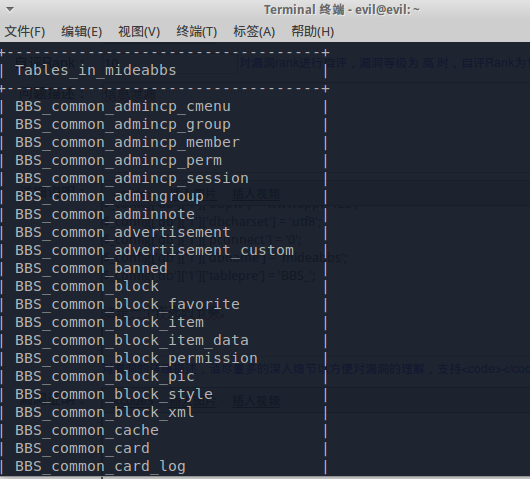 Terminal 终端 - evil@evil: ~
文件(F) 编辑(E) 视图(V) 终端(T) 标签(A) 帮助(H)
+-----------------------------------+
| Tables_in_mideabbs |
+-----------------------------------+
| BBS_common_admincp_cmenu |
| BBS_common_admincp_group |
| BBS_common_admincp_member |
| BBS_common_admincp_perm |
| BBS_common_admincp_session |
| BBS_common_admingroup |
| BBS_common_adminnote |
| BBS_common_advertisement |
| BBS_common_advertisement_custom |
| BBS_common_banned |
| BBS_common_block |
| BBS_common_block_favorite |
| BBS_common_block_item |
| BBS_common_block_item_data |
| BBS_common_block_permission |
| BBS_common_block_pic |
| BBS_common_block_style |
| BBS_common_block_xml |
| BBS_common_cache |
| BBS_common_card |
| BBS_common_card_log |